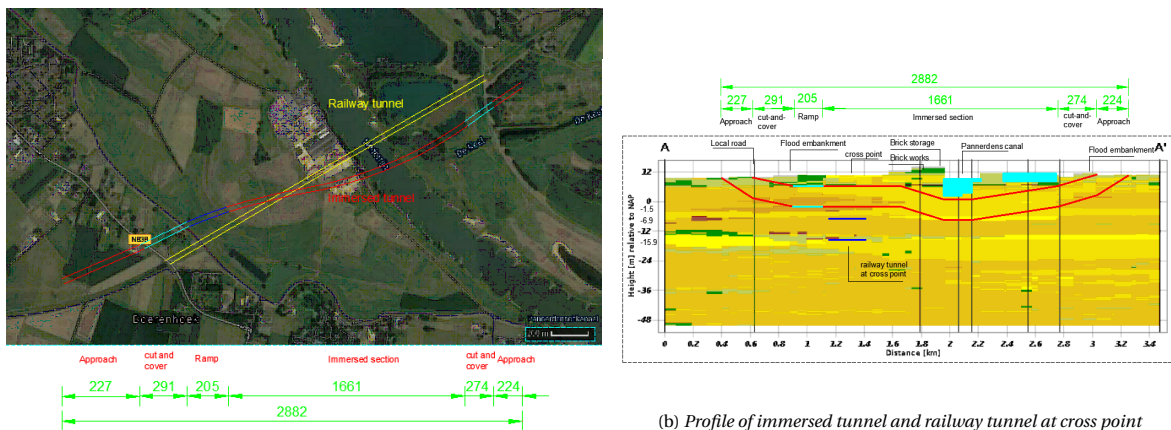 Railway tunnel
De Kaai
Immersed tunnel
N839
Boerenhoek
Approach
cut and
cover
Ramp
Immersed section
cut and
cover
Approach
227
291
205
1661
274
224
2882
2882
227
291
205
1661
274
224
Approach
cut-and-
cover
Ramp
Immersed section
cut-and-
cover
Approach
A
Local road
Flood embankment
cross point
Brick storage
Brick works
Pannerdens canal
Flood embankment
A'
Height [m] relative to NAP
12
0
-1.5
-6.9
-12
-15.9
-24
-36
-48
railway tunnel
at cross point
0 0.2 0.4 0.6 0.8 1 1.2 1.4 1.6 1.8 2 2.2 2.4 2.6 2.8 3 3.2 3.4
Distance [km]
(b) Profile of immersed tunnel and railway tunnel at cross point